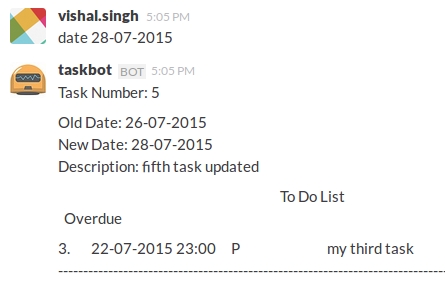 vishal.singh 5:05 PM
date 28-07-2015
taskbot BOT 5:05 PM
Task Number: 5
Old Date: 26-07-2015
New Date: 28-07-2015
Description: fifth task updated
To Do List
Overdue
3. 22-07-2015 23:00 P my third task
--------------------------------------------------------------------------------